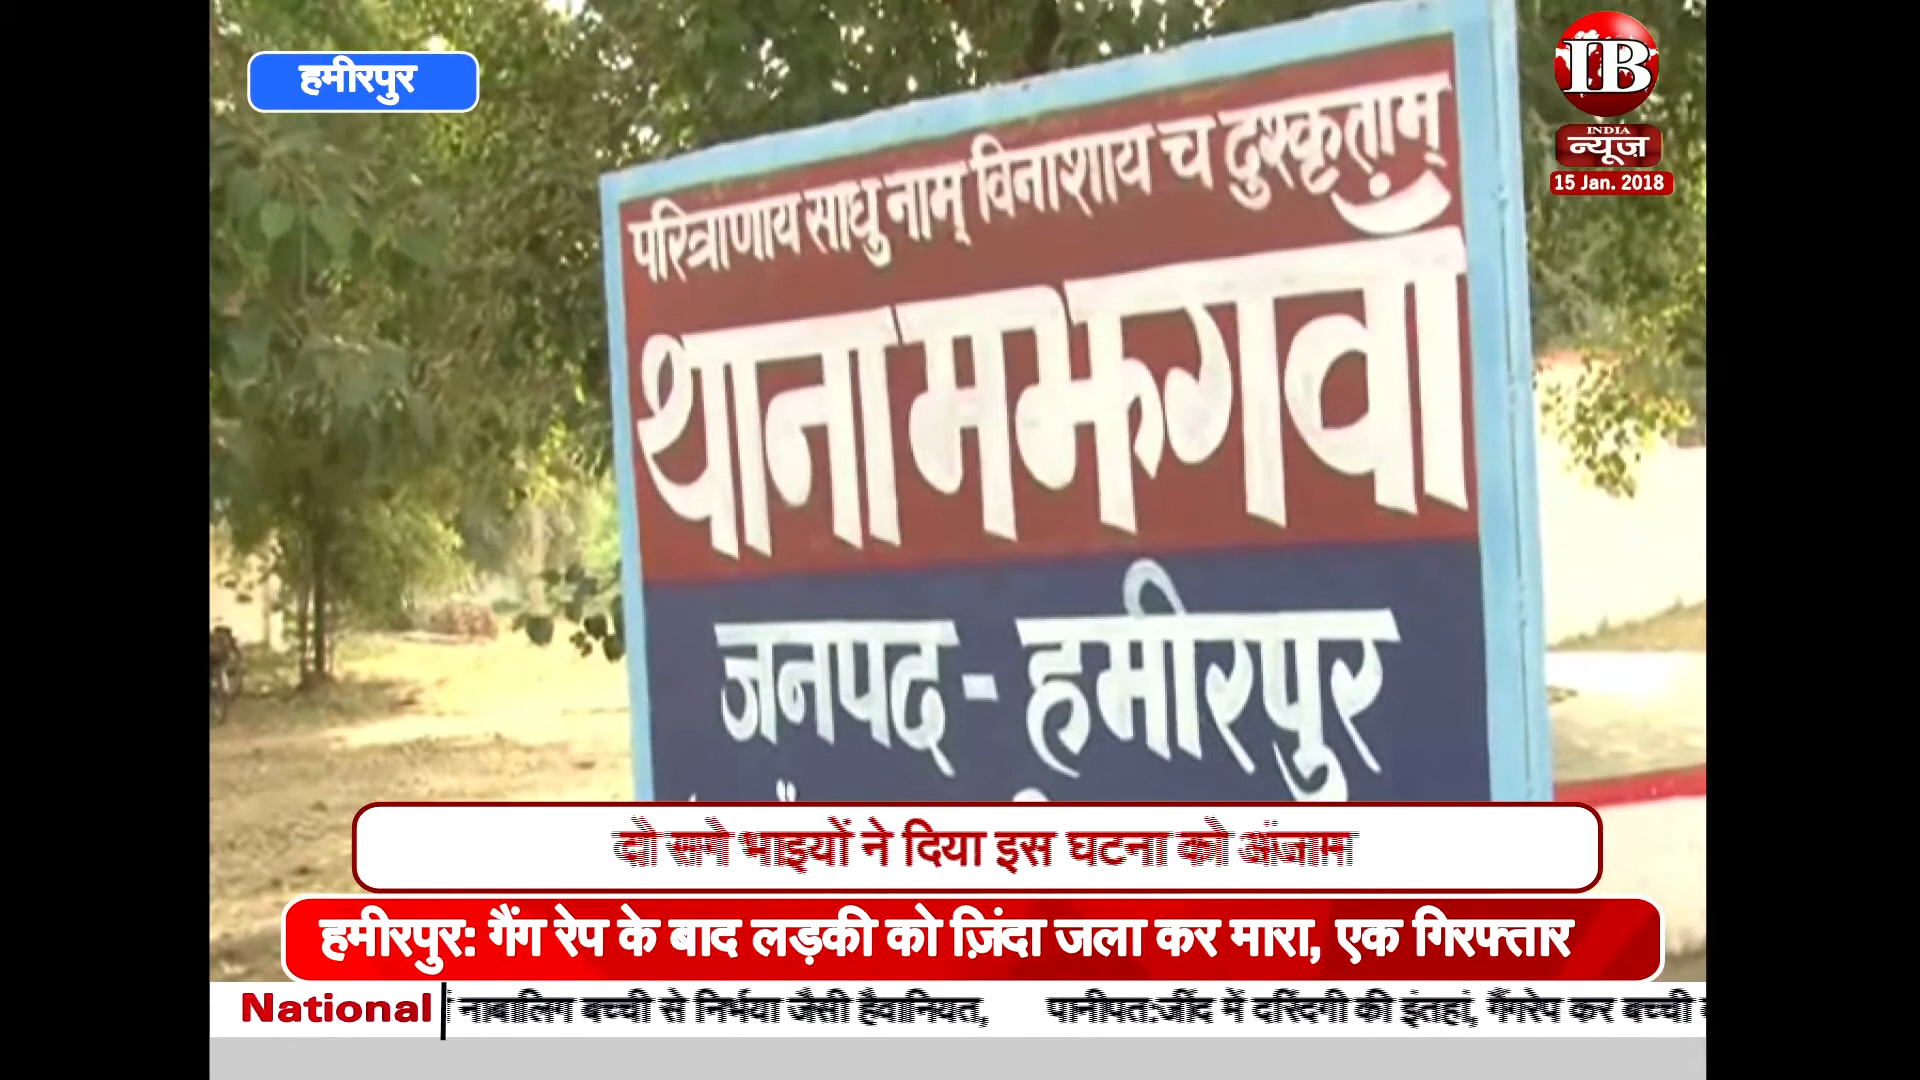 हमीरपुर
IB
INDIA
न्यूज़
15 Jan. 2018
परित्राणाय साधु नाम् विनाशाय च दुश्कृताम्
थाना मझगवाँ
जनपद - हमीरपुर
दो सगे भाइयों ने दिया इस घटना को अंजाम
हमीरपुर: गैंग रेप के बाद लड़की को ज़िंदा जला कर मारा, एक गिरफ्तार
National नाबालिग बच्ची से निर्भया जैसी हैवानियत, पानीपत:जींद में दरिंदगी की इंतहां, गैंगरेप कर बच्ची